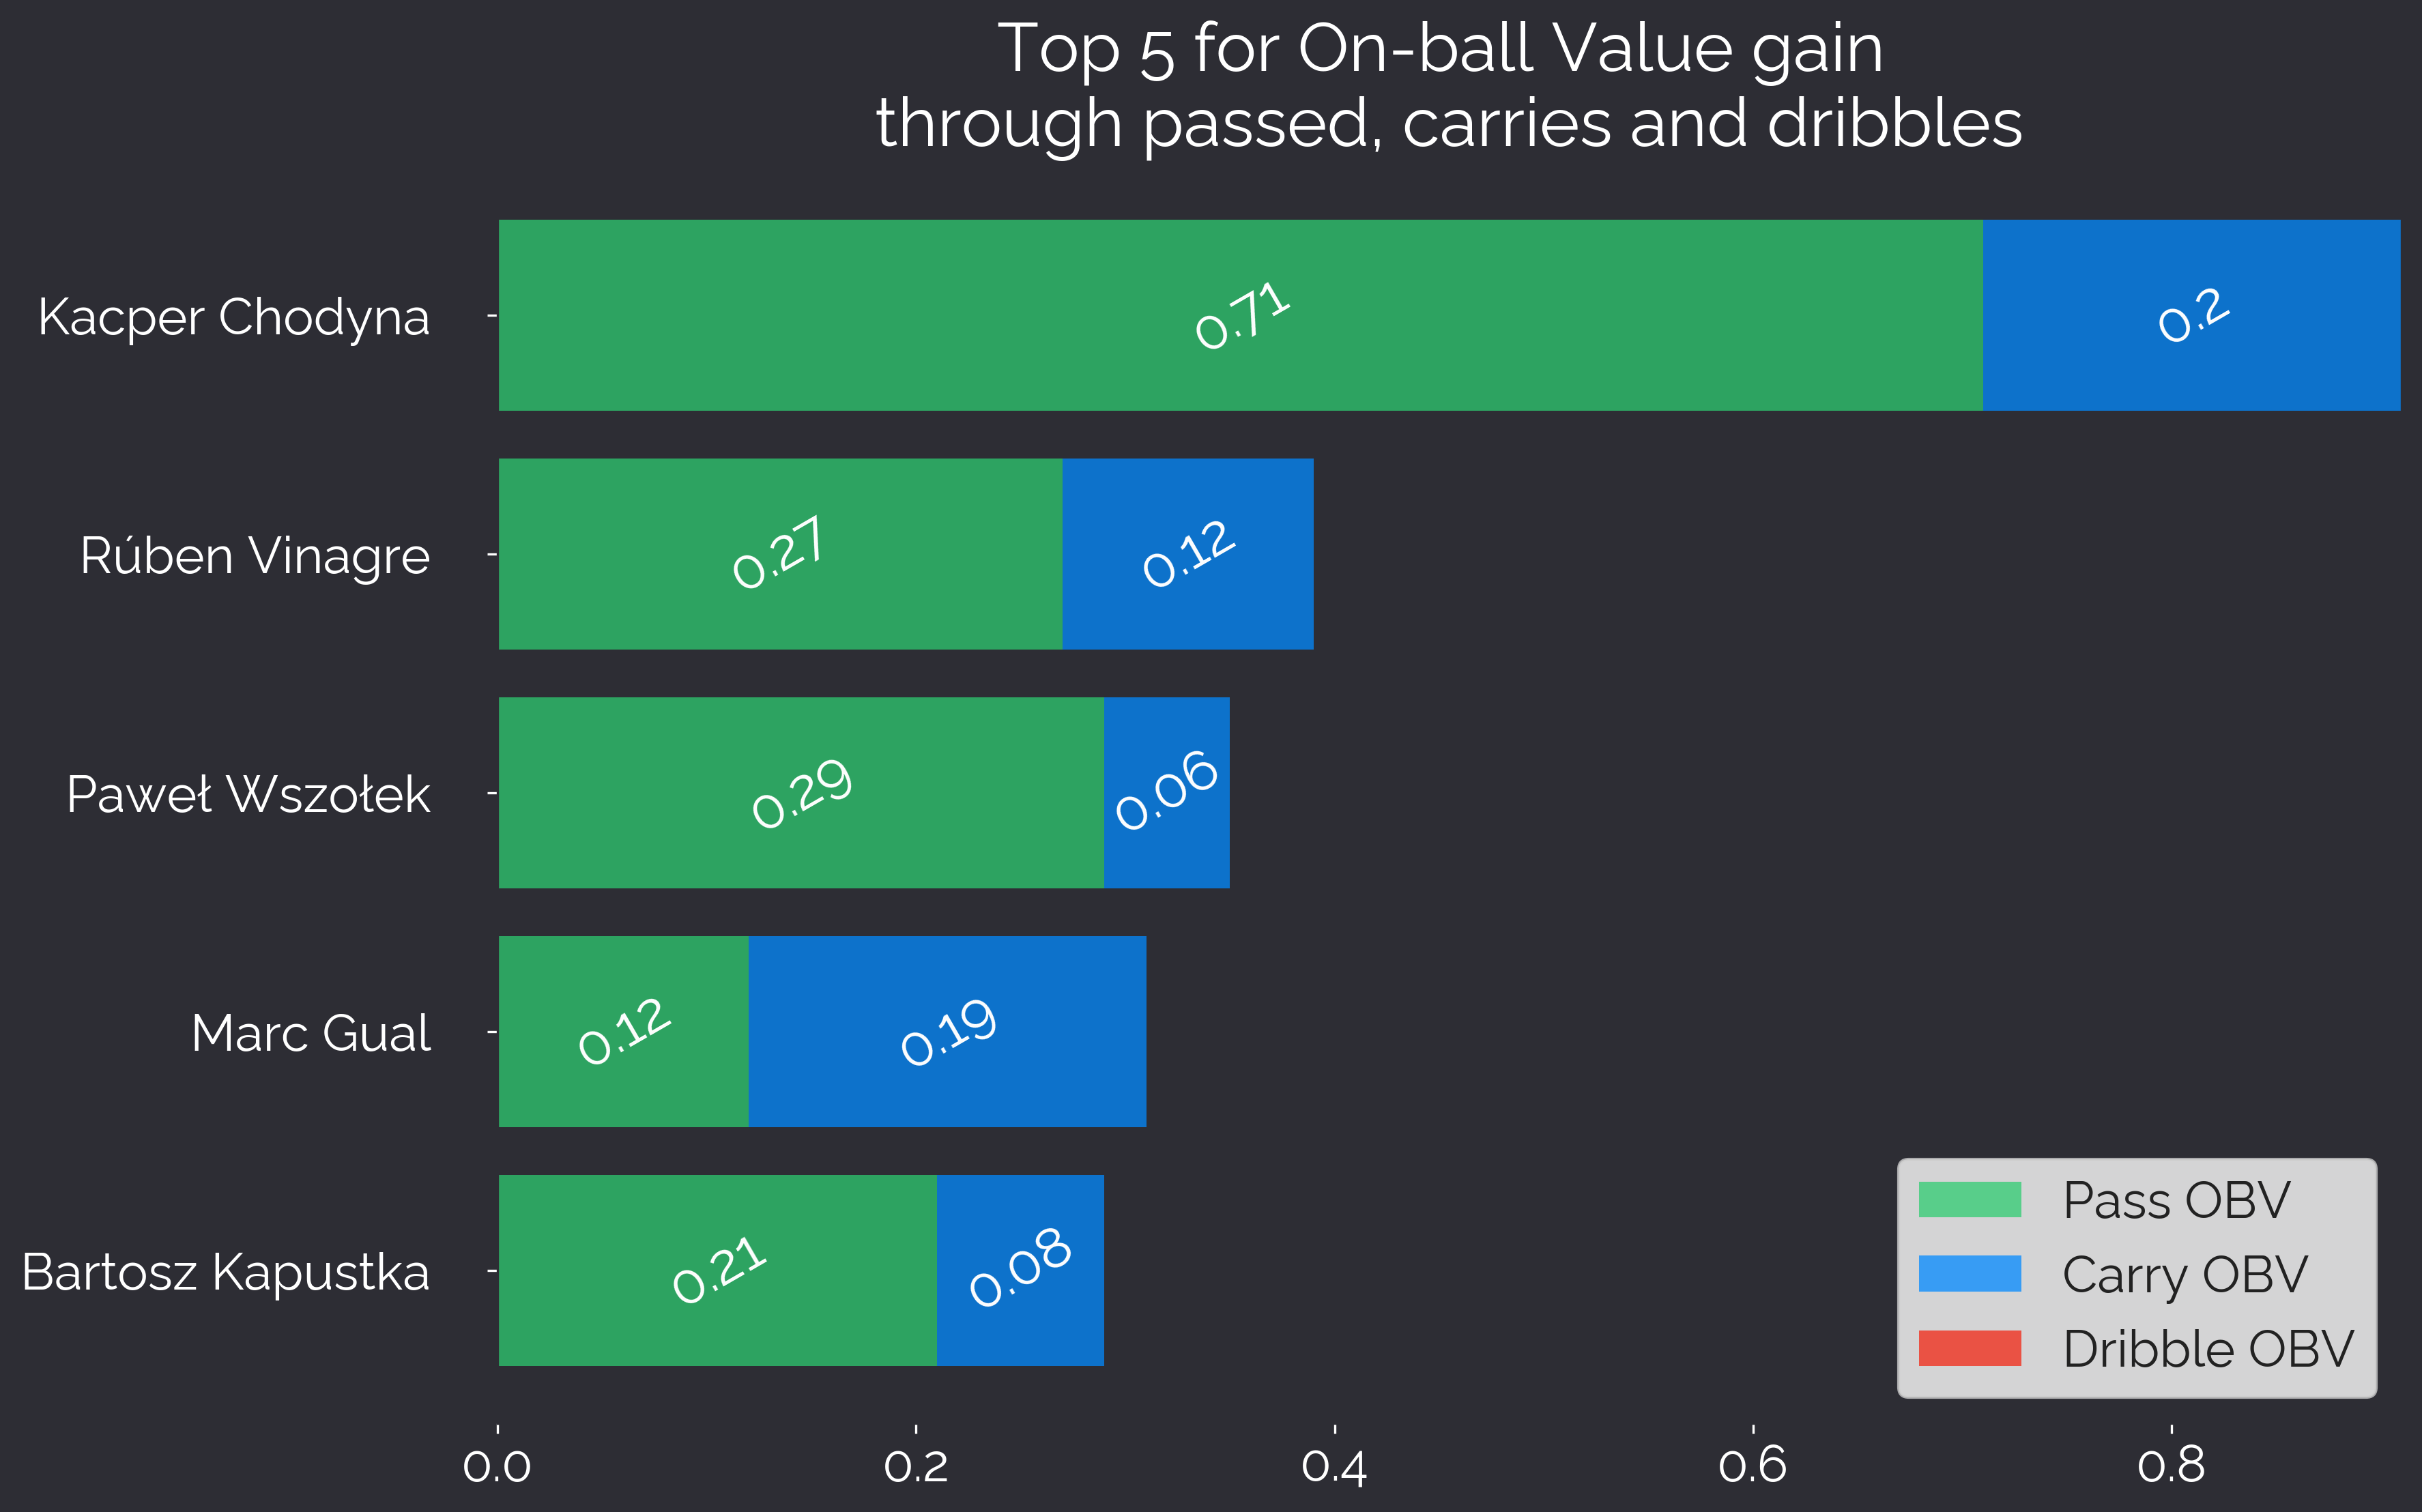 Top 5 for On-ball Value gain
through passed, carries and dribbles
Kacper Chodyna
0.71
0.2
Rúben Vinagre
0.27
0.12
Paweł Wszołek
0.29
0.06
Marc Gual
0.12
0.19
Bartosz Kapustka
0.21
0.08
Pass OBV
Carry OBV
Dribble OBV
0.0 0.2 0.4 0.6 0.8